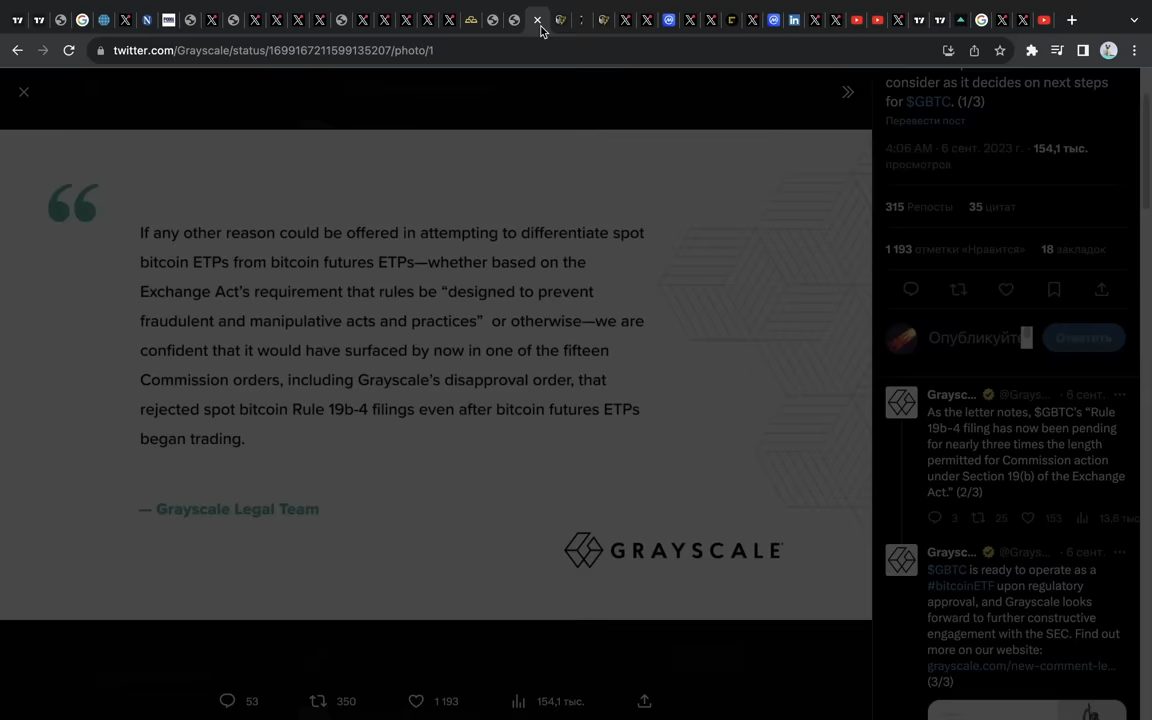 twitter.com/Grayscale/status/1699167211599135207/photo/1
If any other reason could be offered in attempting to differentiate spot
bitcoin ETPs from bitcoin futures ETPs—whether based on the
Exchange Act's requirement that rules be “designed to prevent
fraudulent and manipulative acts and practices” or otherwise—we are
confident that it would have surfaced by now in one of the fifteen
Commission orders, including Grayscale's disapproval order, that
rejected spot bitcoin Rule 19b-4 filings even after bitcoin futures ETPs
began trading.
— Grayscale Legal Team
GRAYSCALE
53
350
1 193
154,1 тыс.
consider as it decides on next steps
for $GBTC. (1/3)
Перевести пост
4:06 AM · 6 сент. 2023 г. · 154,1 тыс.
просмотров
315 Репосты 35 цитат
1 193 отметки «Нравится» 18 закладок
Опубликуйте
Ответить
Graysc... @Grays... · 6 сент.
As the letter notes, $GBTC's “Rule
19b-4 filing has now been pending
for nearly three times the length
permitted for Commission action
under Section 19(b) of the Exchange
Act.” (2/3)
3 25 153 13,6 тыс
Graysc... @Grays... · 6 сент.
$GBTC is ready to operate as a
#bitcoinETF upon regulatory
approval, and Grayscale looks
forward to further constructive
engagement with the SEC. Find out
more on our website:
grayscale.com/new-comment-le...
(3/3)